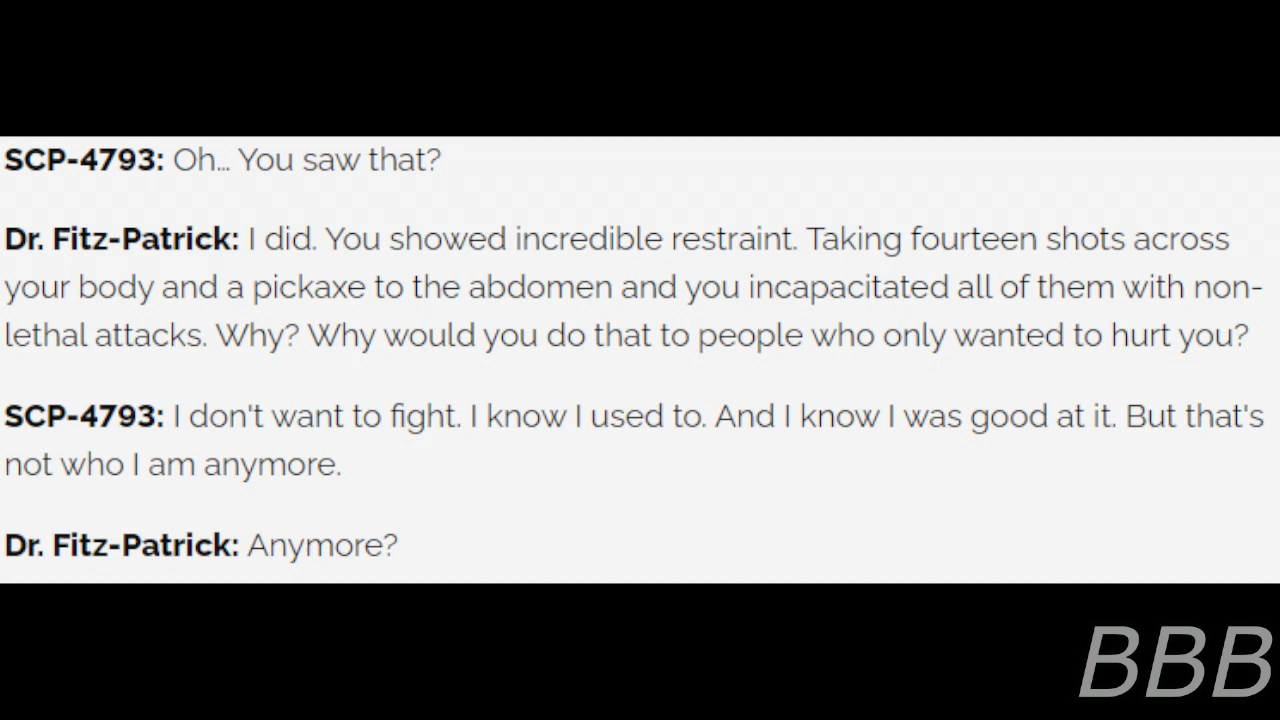 SCP-4793: Oh… You saw that?
Dr. Fitz-Patrick: I did. You showed incredible restraint. Taking fourteen shots across
your body and a pickaxe to the abdomen and you incapacitated all of them with non-
lethal attacks. Why? Why would you do that to people who only wanted to hurt you?
SCP-4793: I don't want to fight. I know I used to. And I know I was good at it. But that's
not who I am anymore.
Dr. Fitz-Patrick: Anymore?
BBB